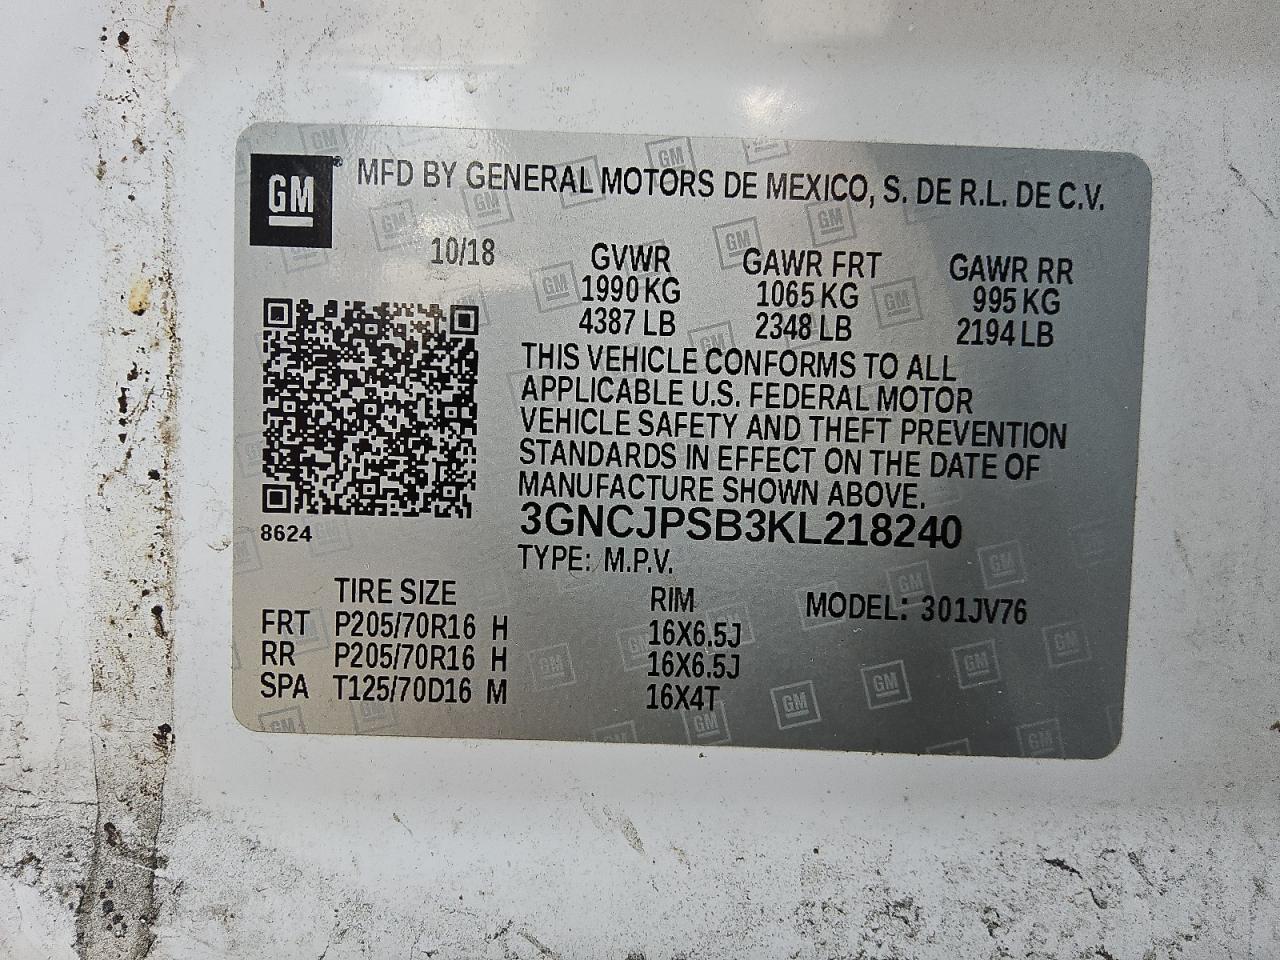 GM
MFD BY GENERAL MOTORS DE MEXICO, S. DE R.L. DE C.V.
10/18
GVWR GAWR FRT GAWR RR
1990 KG 1065 KG 995 KG
4387 LB 2348 LB 2194 LB
THIS VEHICLE CONFORMS TO ALL
APPLICABLE U.S. FEDERAL MOTOR
VEHICLE SAFETY AND THEFT PREVENTION
STANDARDS IN EFFECT ON THE DATE OF
MANUFACTURE SHOWN ABOVE.
3GNCJPSB3KL218240
8624
TYPE: M.P.V.
TIRE SIZE RIM MODEL: 301JV76
FRT P205/70R16 H 16X6.5J
RR P205/70R16 H 16X6.5J
SPA T125/70D16 M 16X4T